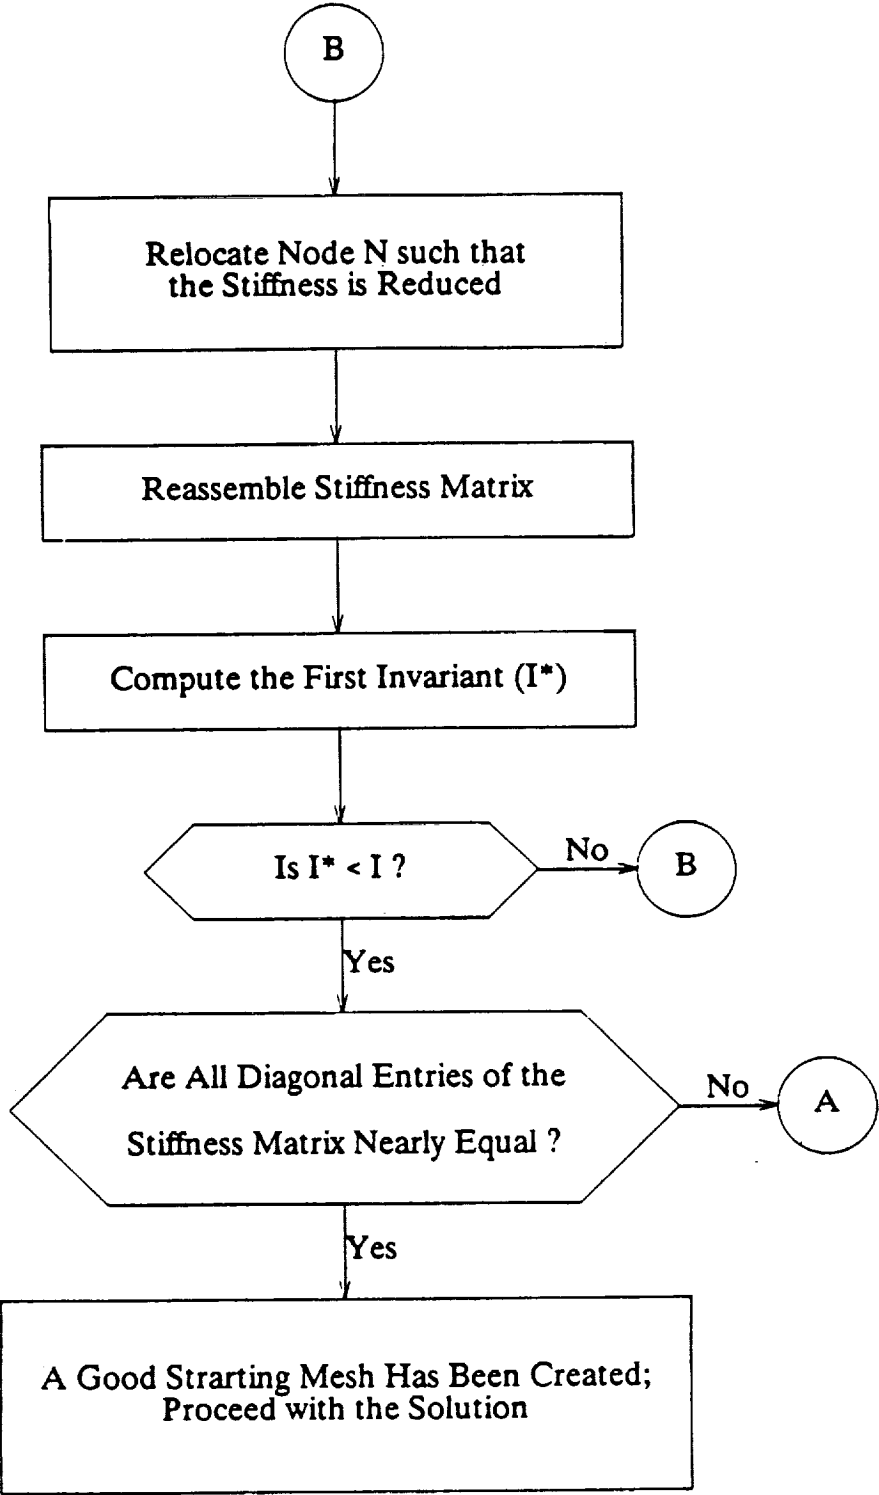 B
Relocate Node N such that
the Stiffness is Reduced
Reassemble Stiffness Matrix
Compute the First Invariant (I*)
Is I* < I ?
No
B
Yes
Are All Diagonal Entries of the
Stiffness Matrix Nearly Equal ?
No
A
Yes
A Good Strarting Mesh Has Been Created;
Proceed with the Solution